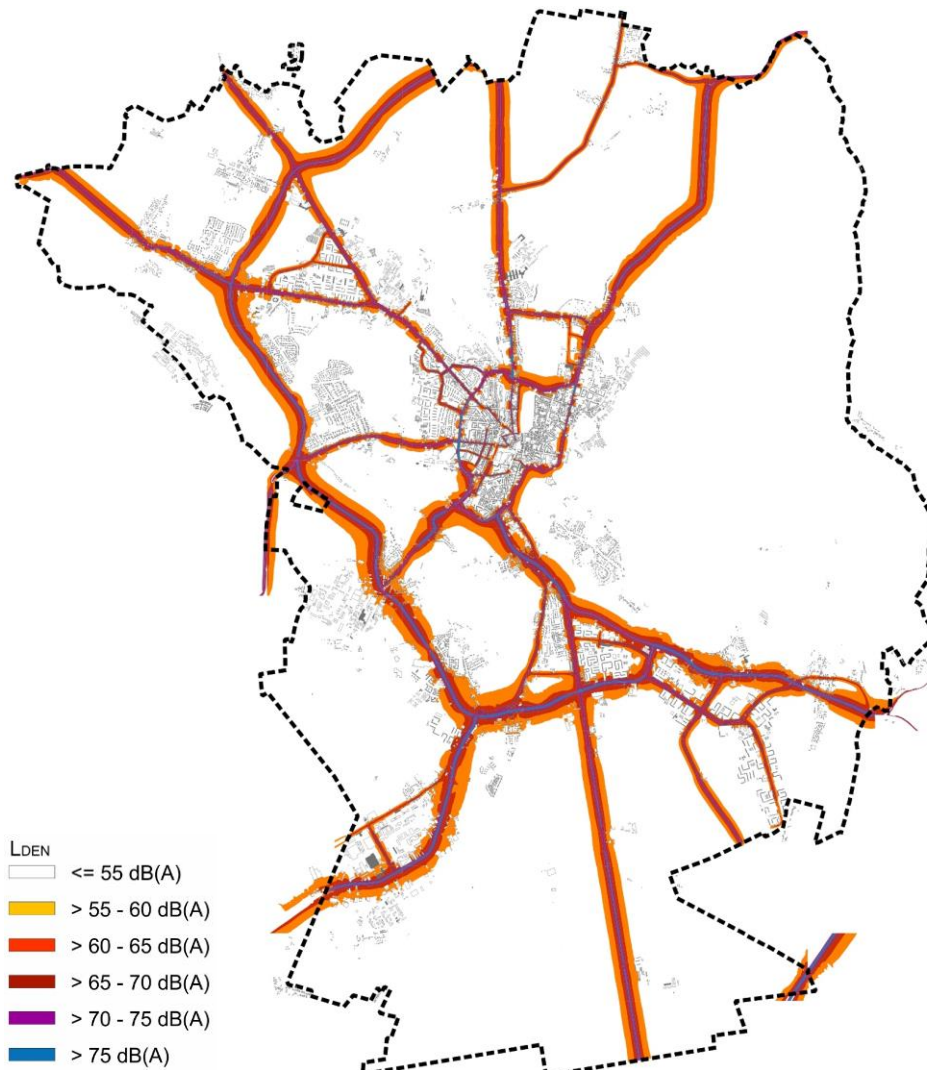 LDEN
<= 55 dB(A)
> 55 - 60 dB(A)
> 60 - 65 dB(A)
> 65 - 70 dB(A)
> 70 - 75 dB(A)
> 75 dB(A)